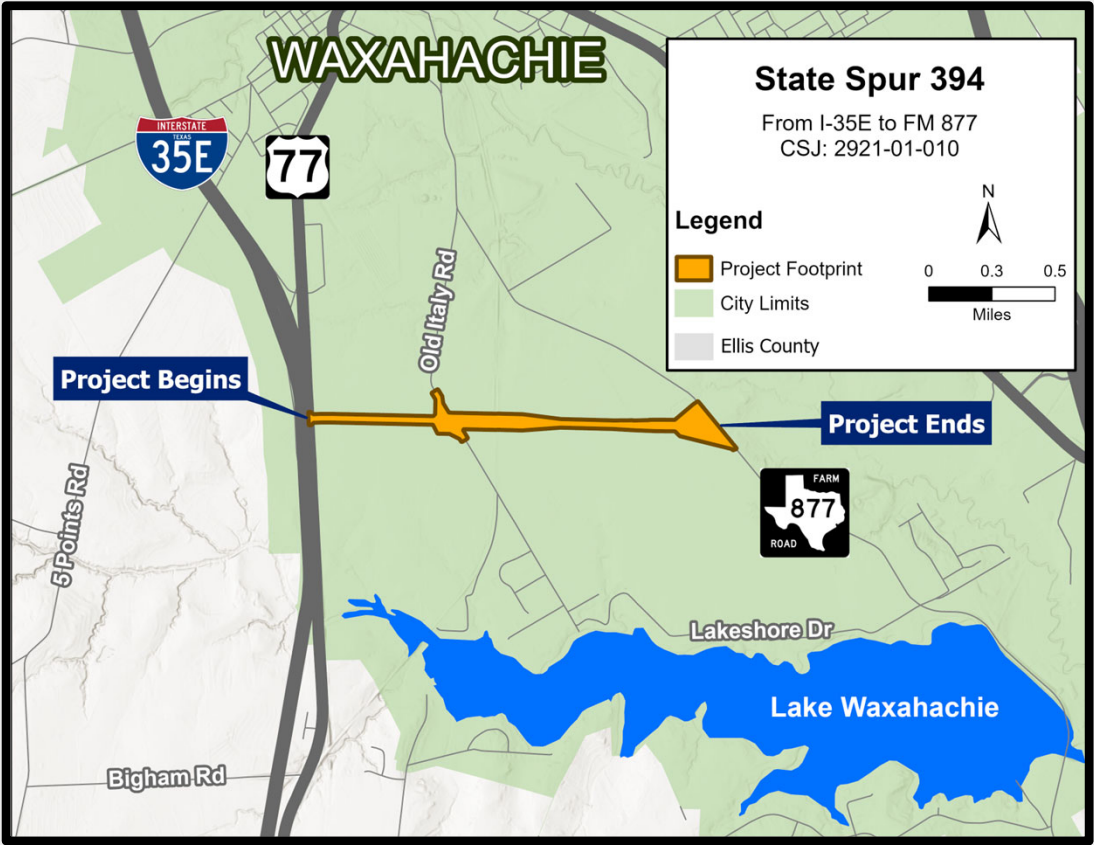 WAXAHACHIE
INTERSTATE
TEXAS
35E
77
State Spur 394
From I-35E to FM 877
CSJ: 2921-01-010
N
Legend
Project Footprint
City Limits
Ellis County
0 0.3 0.5
Miles
Old Italy Rd
Project Begins
Project Ends
5 Points Rd
FARM
877
ROAD
Lakeshore Dr
Lake Waxahachie
Bigham Rd